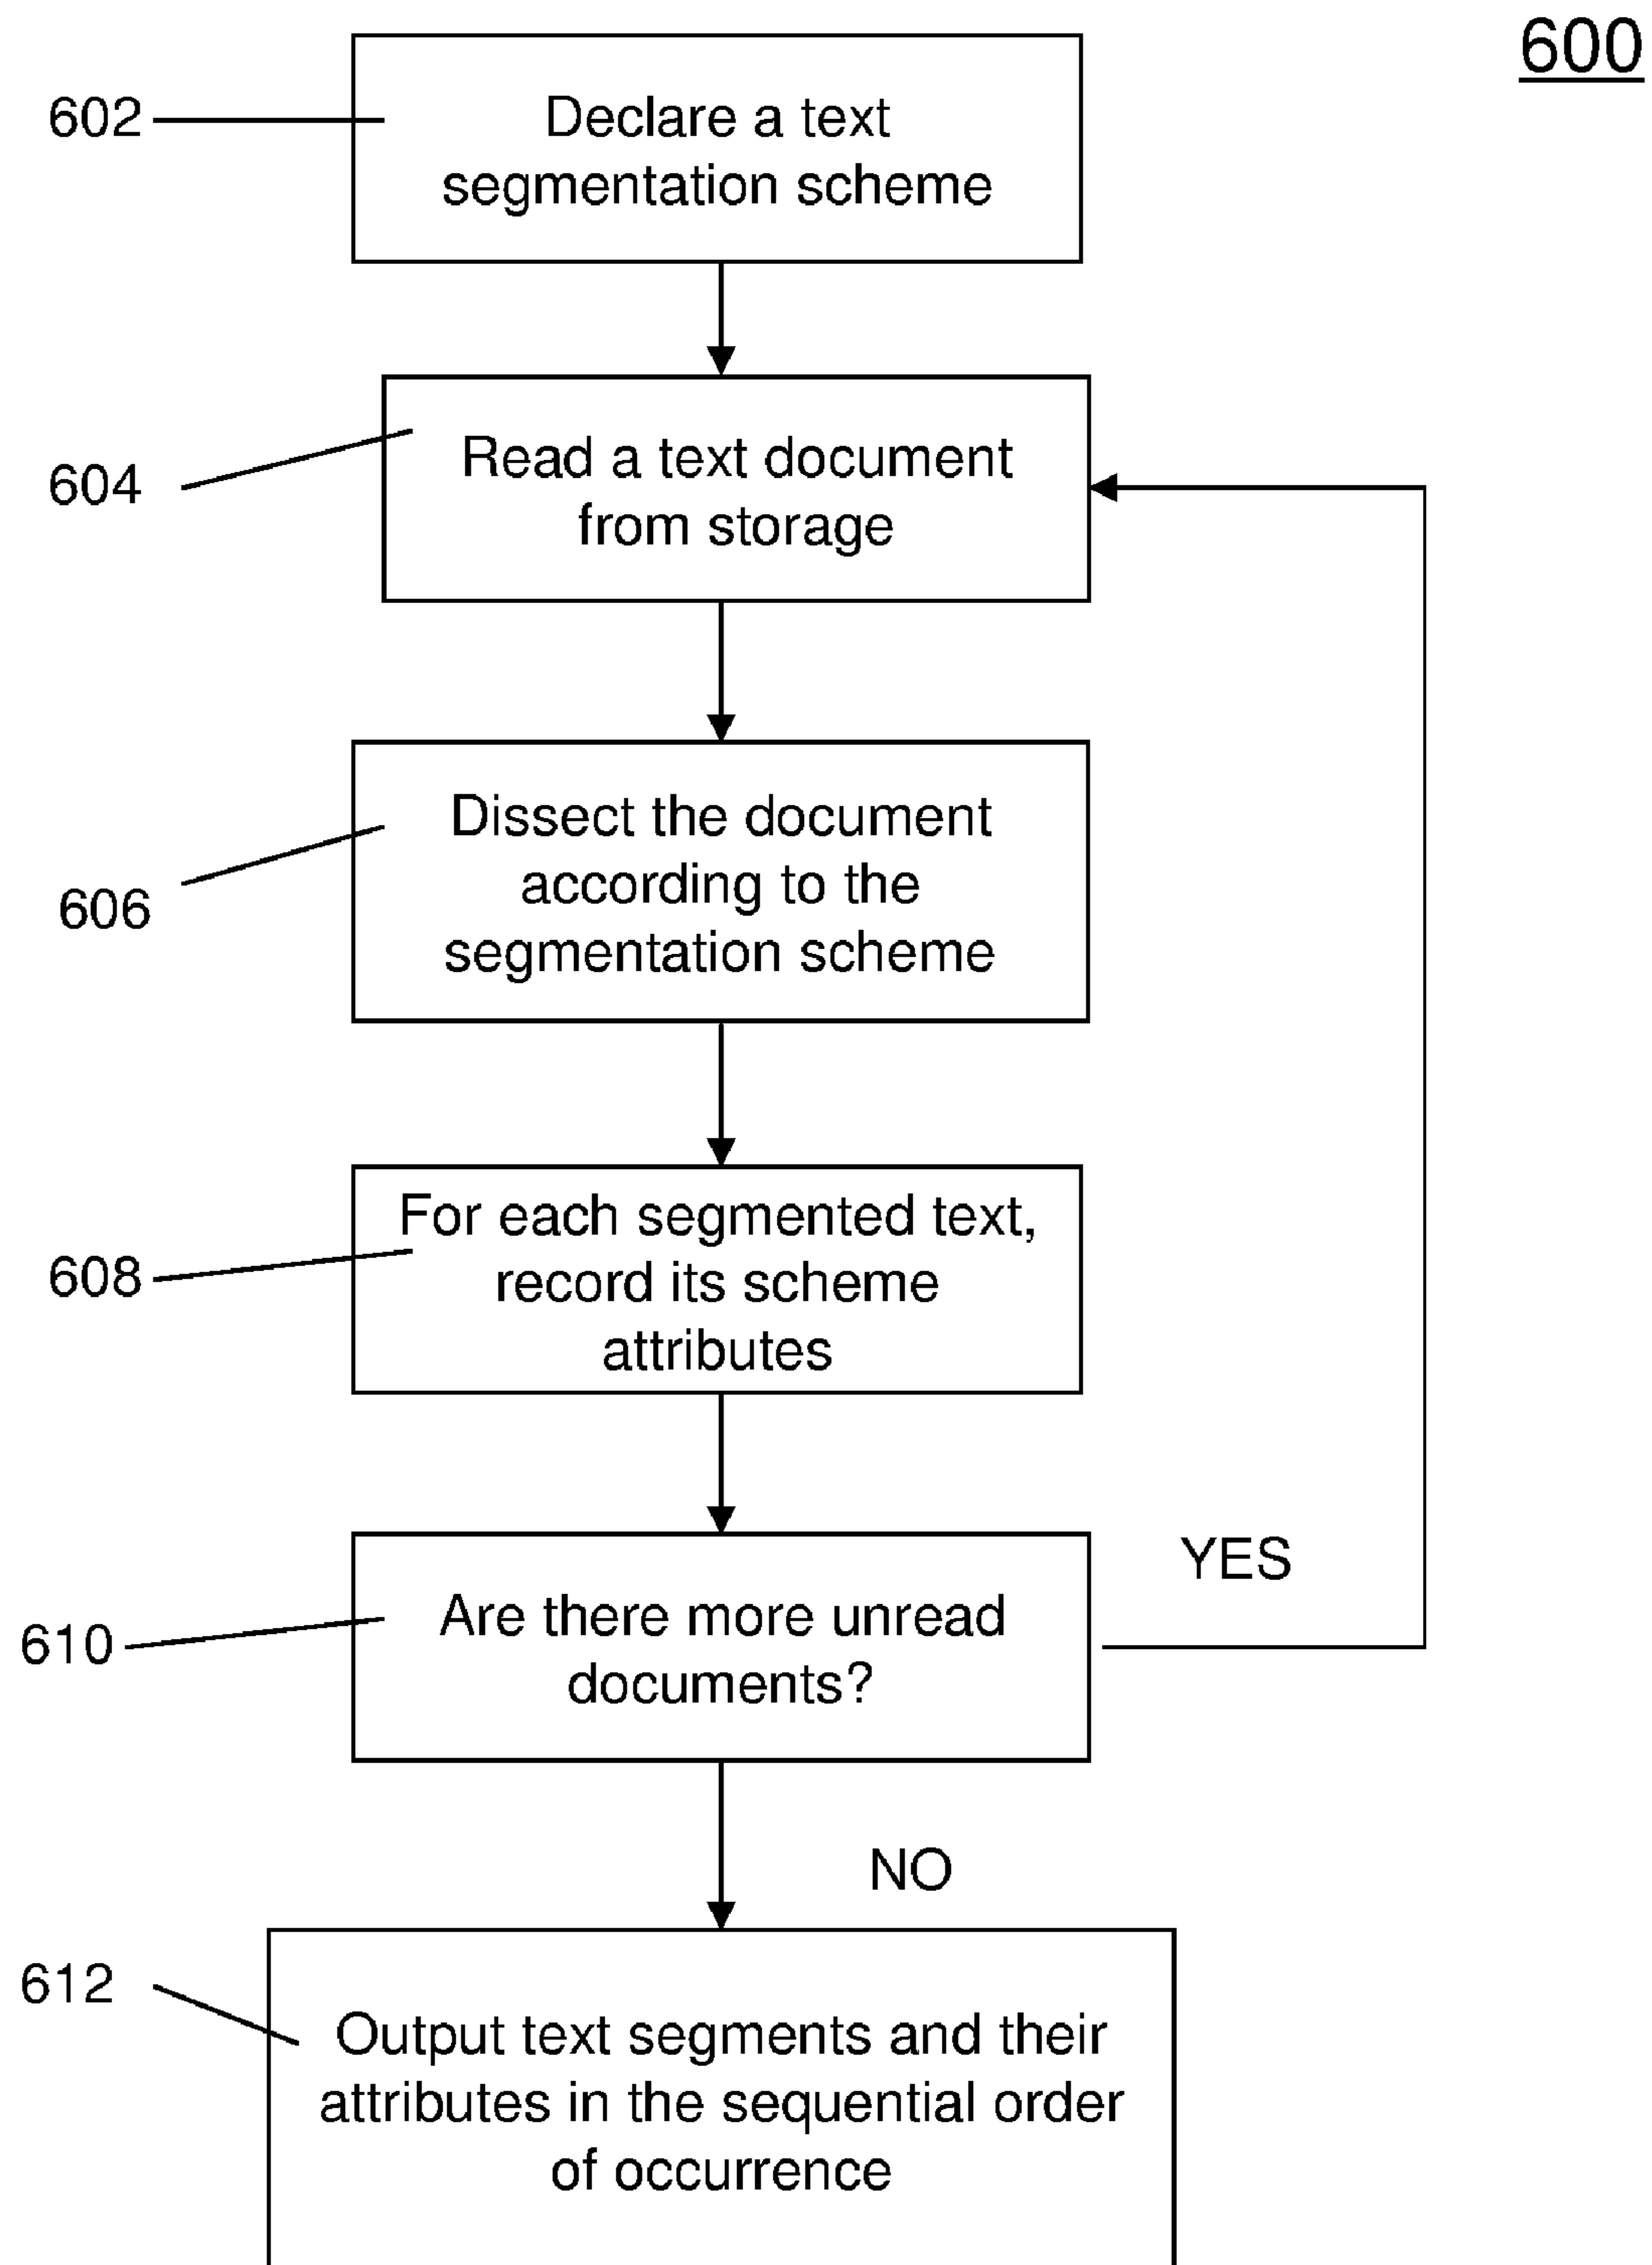 600
602
Declare a text
segmentation scheme
604
Read a text document
from storage
606
Dissect the document
according to the
segmentation scheme
608
For each segmented text,
record its scheme
attributes
610
Are there more unread
documents?
YES
NO
612
Output text segments and their
attributes in the sequential order
of occurrence